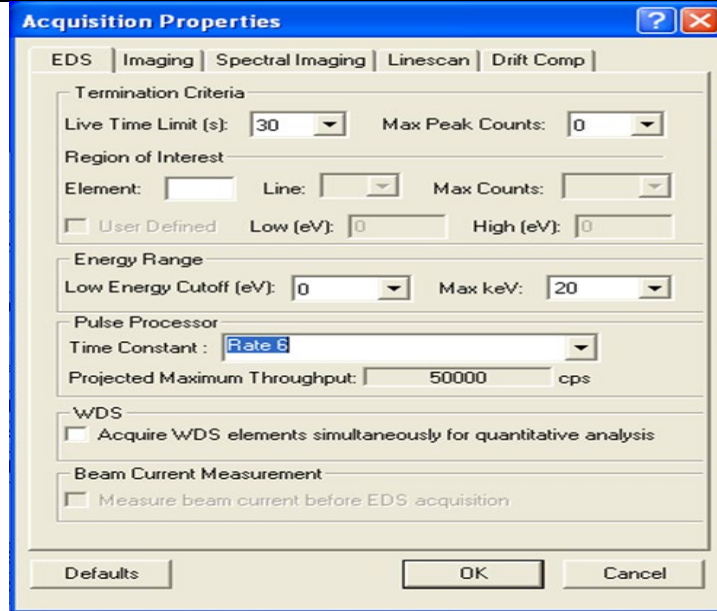 Acquisition Properties
EDS Imaging Spectral Imaging Linescan Drift Comp
Termination Criteria
Live Time Limit (s): 30 Max Peak Counts: 0
Region of Interest
Element: Line: Max Counts:
User Defined Low (eV): 0 High (eV): 0
Energy Range
Low Energy Cutoff (eV): 0 Max keV: 20
Pulse Processor
Time Constant : Rate 6
Projected Maximum Throughput: 50000 cps
WDS
Acquire WDS elements simultaneously for quantitative analysis
Beam Current Measurement
Measure beam current before EDS acquisition
Defaults OK Cancel